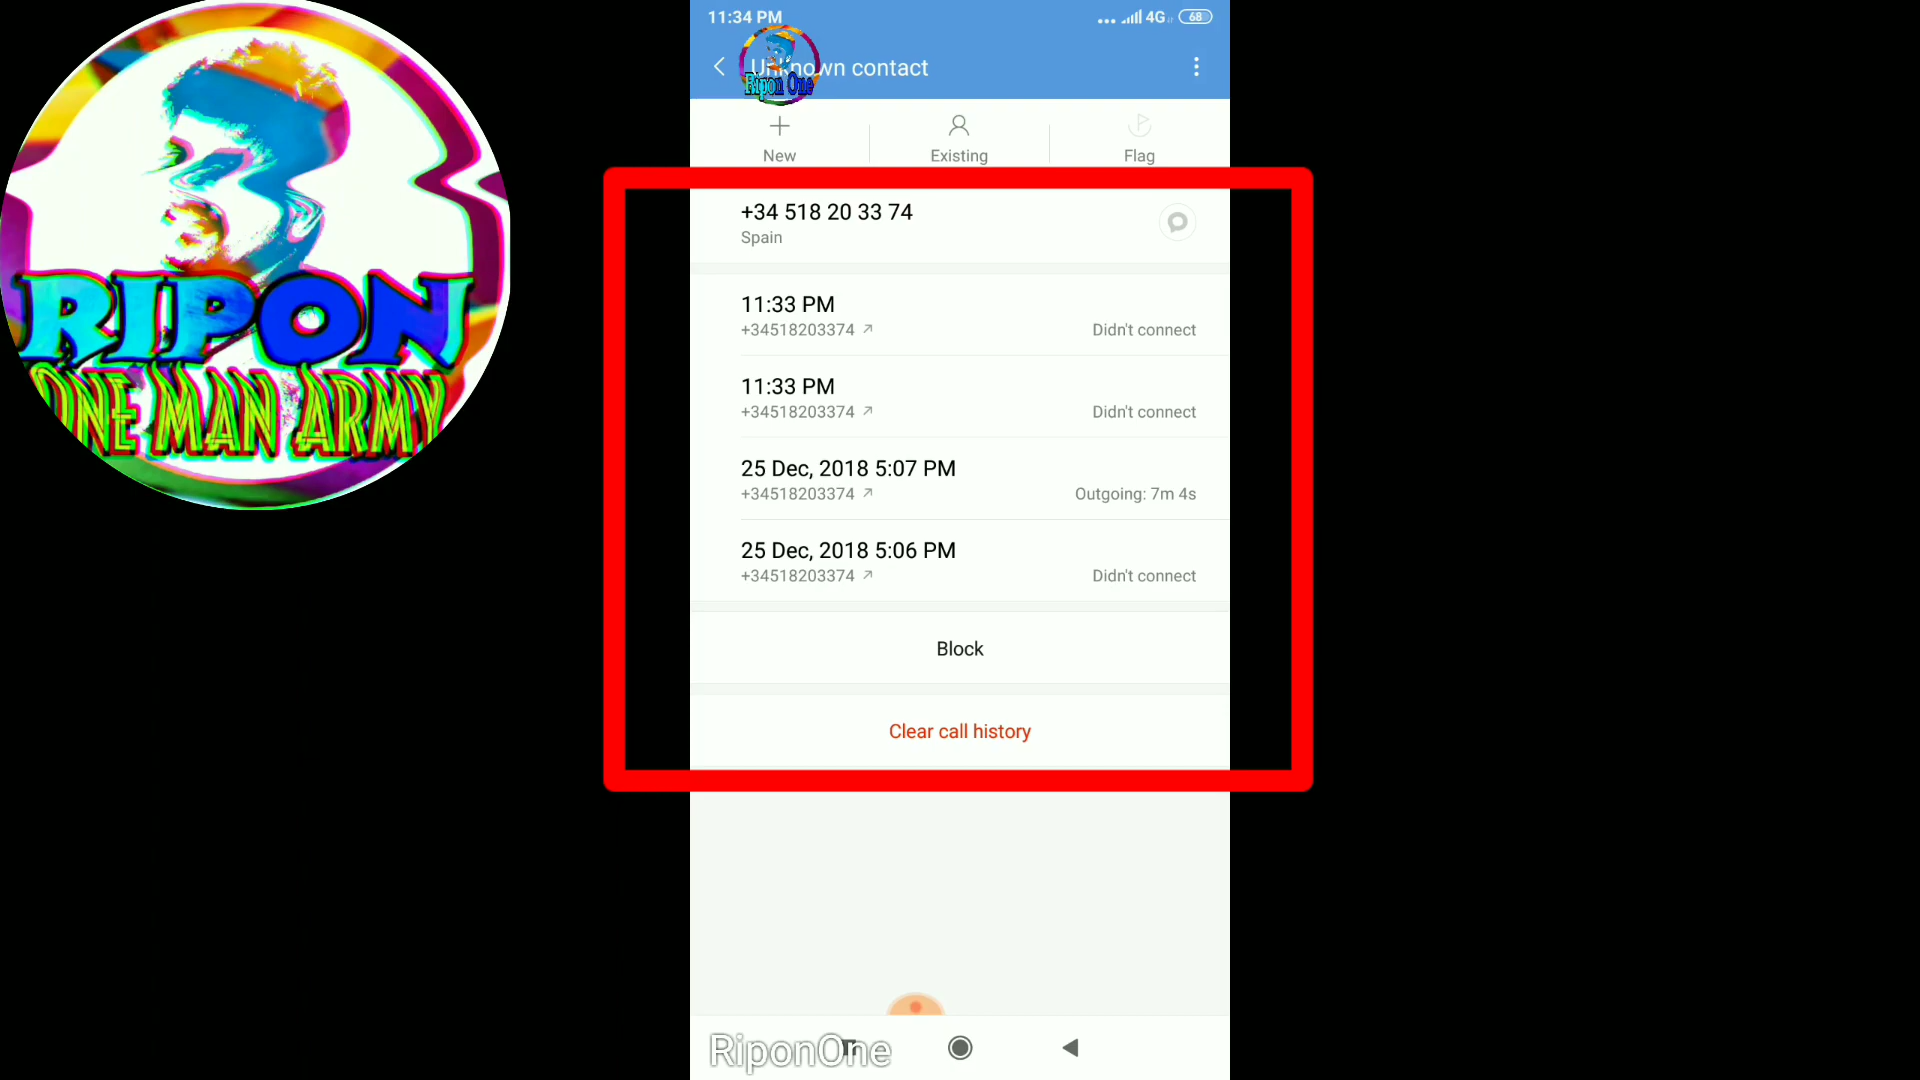 RIPON
ONE MAN ARMY
11:34 PM
4G
68
Unknown contact
Ripon One
New
Existing
Flag
+34 518 20 33 74
Spain
11:33 PM
+34518203374
Didn't connect
11:33 PM
+34518203374
Didn't connect
25 Dec, 2018 5:07 PM
+34518203374
Outgoing: 7m 4s
25 Dec, 2018 5:06 PM
+34518203374
Didn't connect
Block
Clear call history
RiponOne